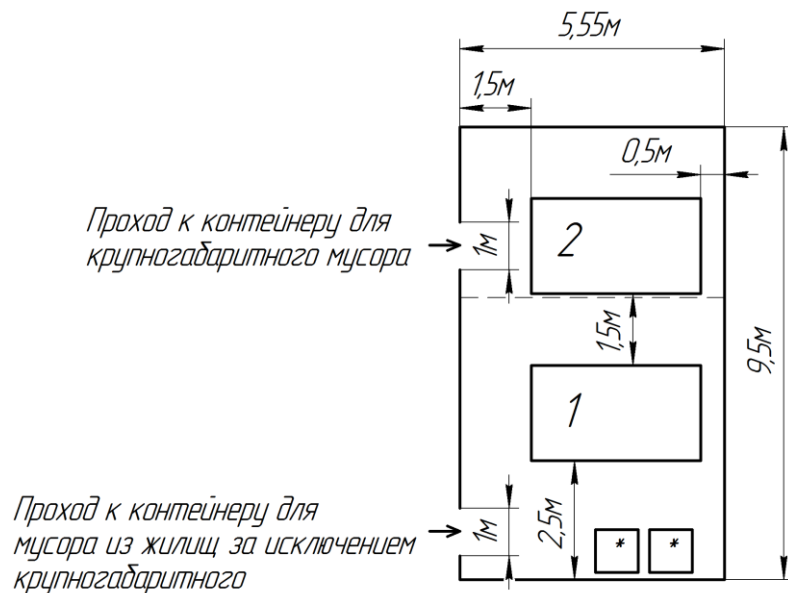 5,55м
1,5м
0,5м
Проход к контейнеру для
крупногабаритного мусора
1м
2
1,5м
9,5м
1
Проход к контейнеру для
мусора из жилищ за исключением
крупногабаритного
1м
2,5м
* *